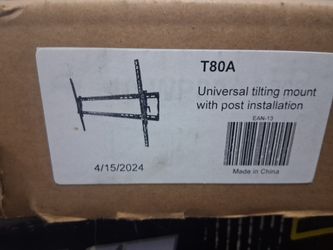 T80A
Universal tilting mount
with post installation
EAN-13
Made in China
4/15/2024